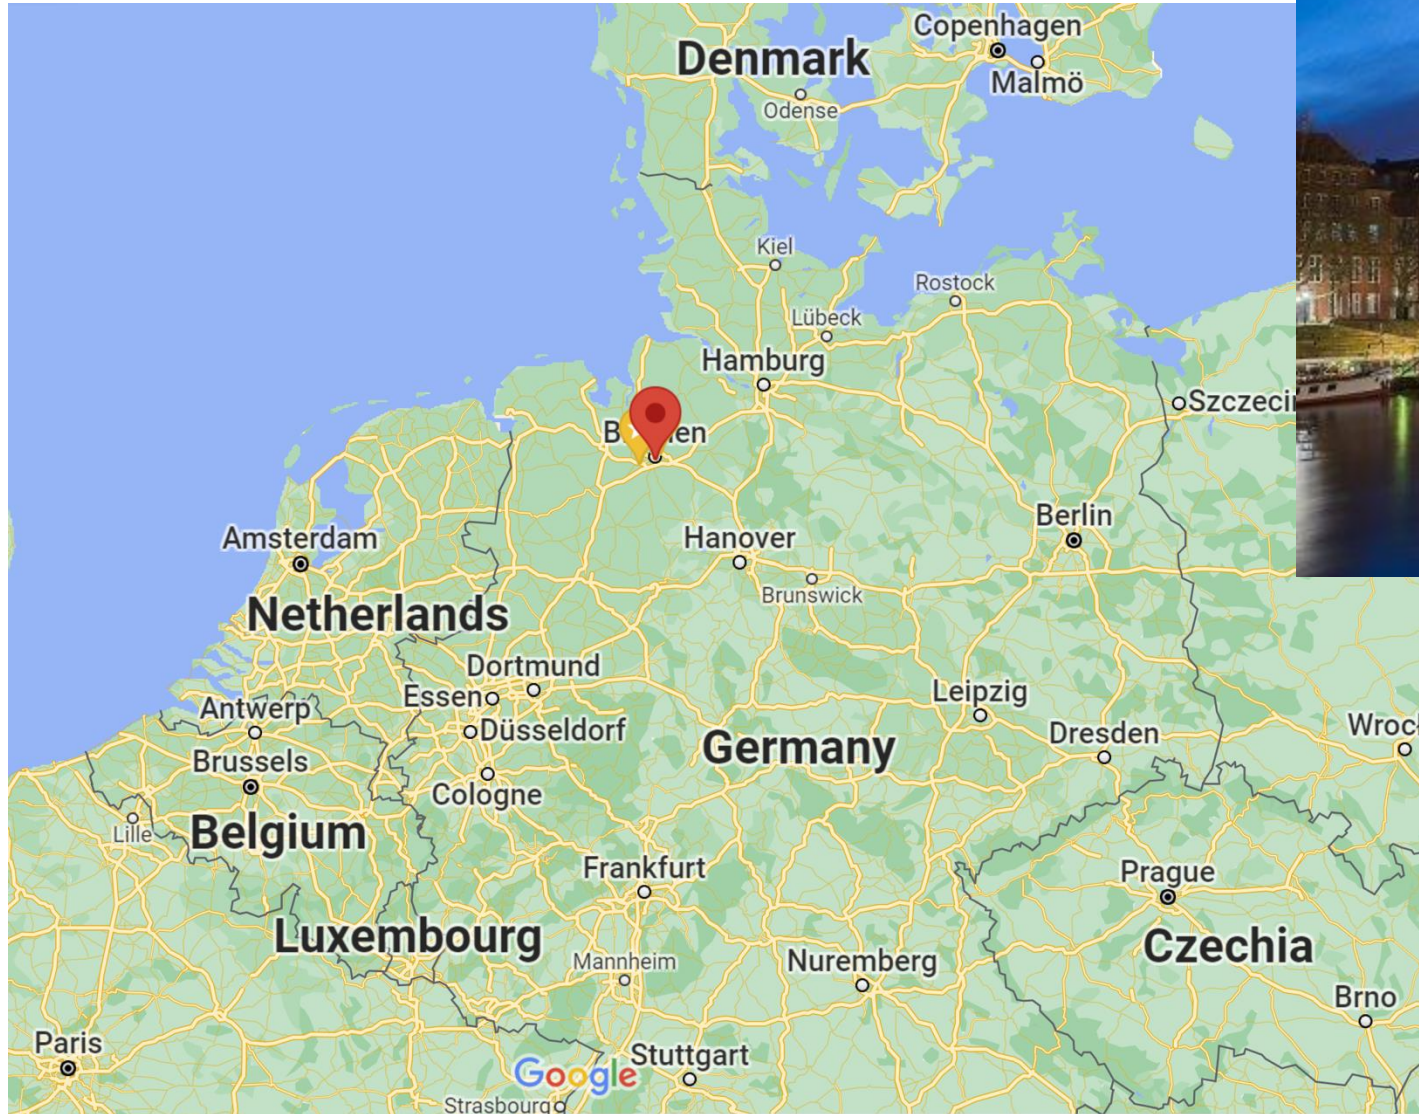 Copenhagen
Denmark
Malmö
Odense
Kiel
Rostock
Lübeck
Hamburg
Szczeci
B en
Berlin
Amsterdam
Hanover
Brunswick
Netherlands
Dortmund
Essen
Leipzig
Antwerp
Düsseldorf
Germany
Dresden
Wroc
Brussels
Cologne
Lille
Belgium
Frankfurt
Prague
Luxembourg
Czechia
Mannheim
Nuremberg
Brno
Paris
Stuttgart
Google
Strasbourg